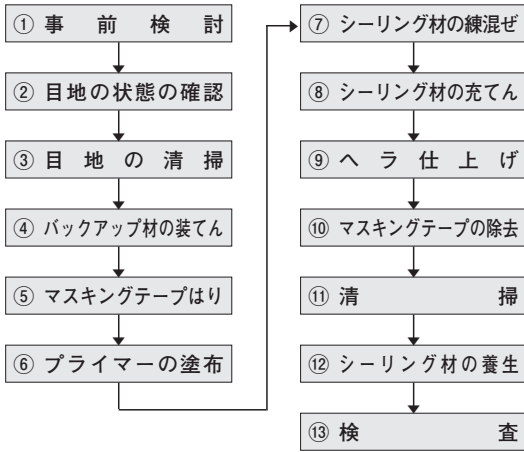 ① 事前検討
② 目地の状態の確認
③ 目地の清掃
④ バックアップ材の装てん
⑤ マスキングテープはり
⑥ プライマーの塗布
⑦ シーリング材の練混ぜ
⑧ シーリング材の充てん
⑨ ヘラ仕上げ
⑩ マスキングテープの除去
⑪ 清掃
⑫ シーリング材の養生
⑬ 検査